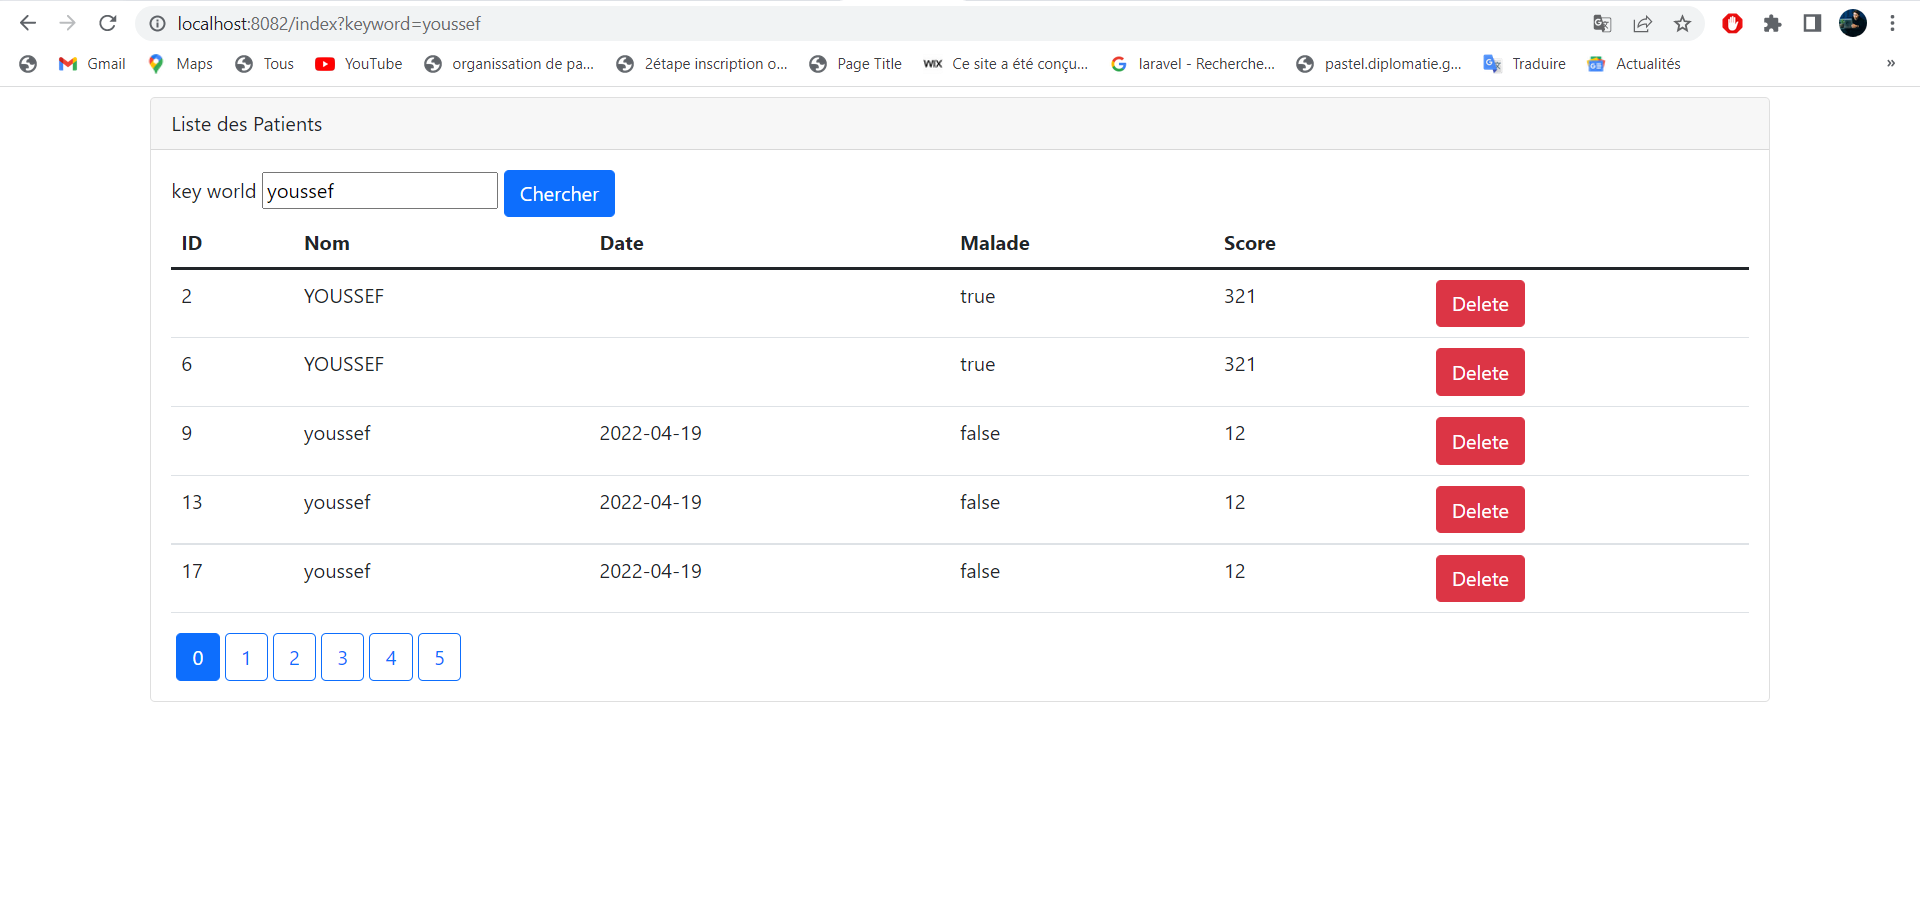 localhost:8082/index?keyword=youssef
Gmail Maps Tous YouTube organissation de pa... 2étape inscription o... Page Title WIX Ce site a été conçu... laravel - Recherche... pastel.diplomatie.g... Traduire Actualités »
Liste des Patients
key world youssef Chercher
ID Nom Date Malade Score
2 YOUSSEF true 321 Delete
6 YOUSSEF true 321 Delete
9 youssef 2022-04-19 false 12 Delete
13 youssef 2022-04-19 false 12 Delete
17 youssef 2022-04-19 false 12 Delete
0 1 2 3 4 5